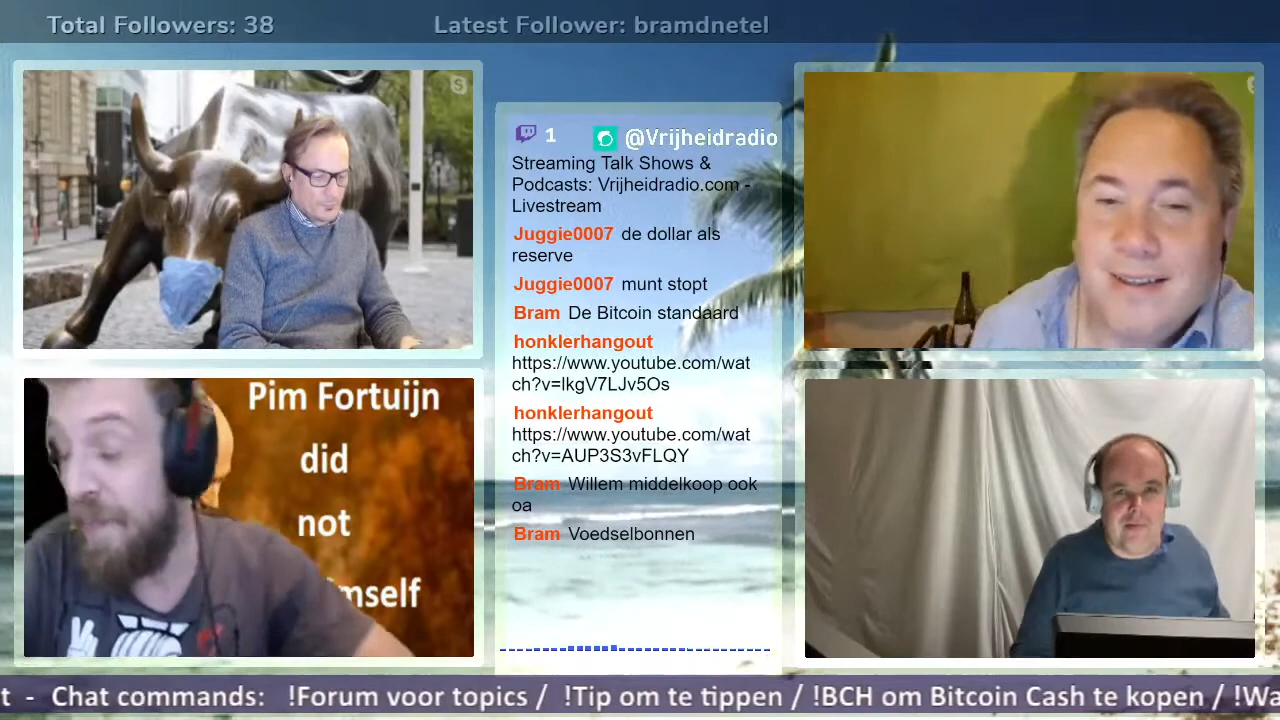 Total Followers: 38
Latest Follower: bramdnetel
1
@Vrijheidradio
Streaming Talk Shows &
Podcasts: Vrijheidradio.com -
Livestream
Juggie0007 de dollar als
reserve
Juggie0007 munt stopt
Bram De Bitcoin standaard
honklerhangout
https://www.youtube.com/wat
ch?v=lkgV7LJv5Os
honklerhangout
https://www.youtube.com/wat
ch?v=AUP3S3vFLQY
Bram Willem middelkoop ook
oa
Bram Voedselbonnen
Pim Fortuijn
did
not
mself
t - Chat commands: !Forum voor topics / !Tip om te tippen / !BCH om Bitcoin Cash te kopen / !Wa